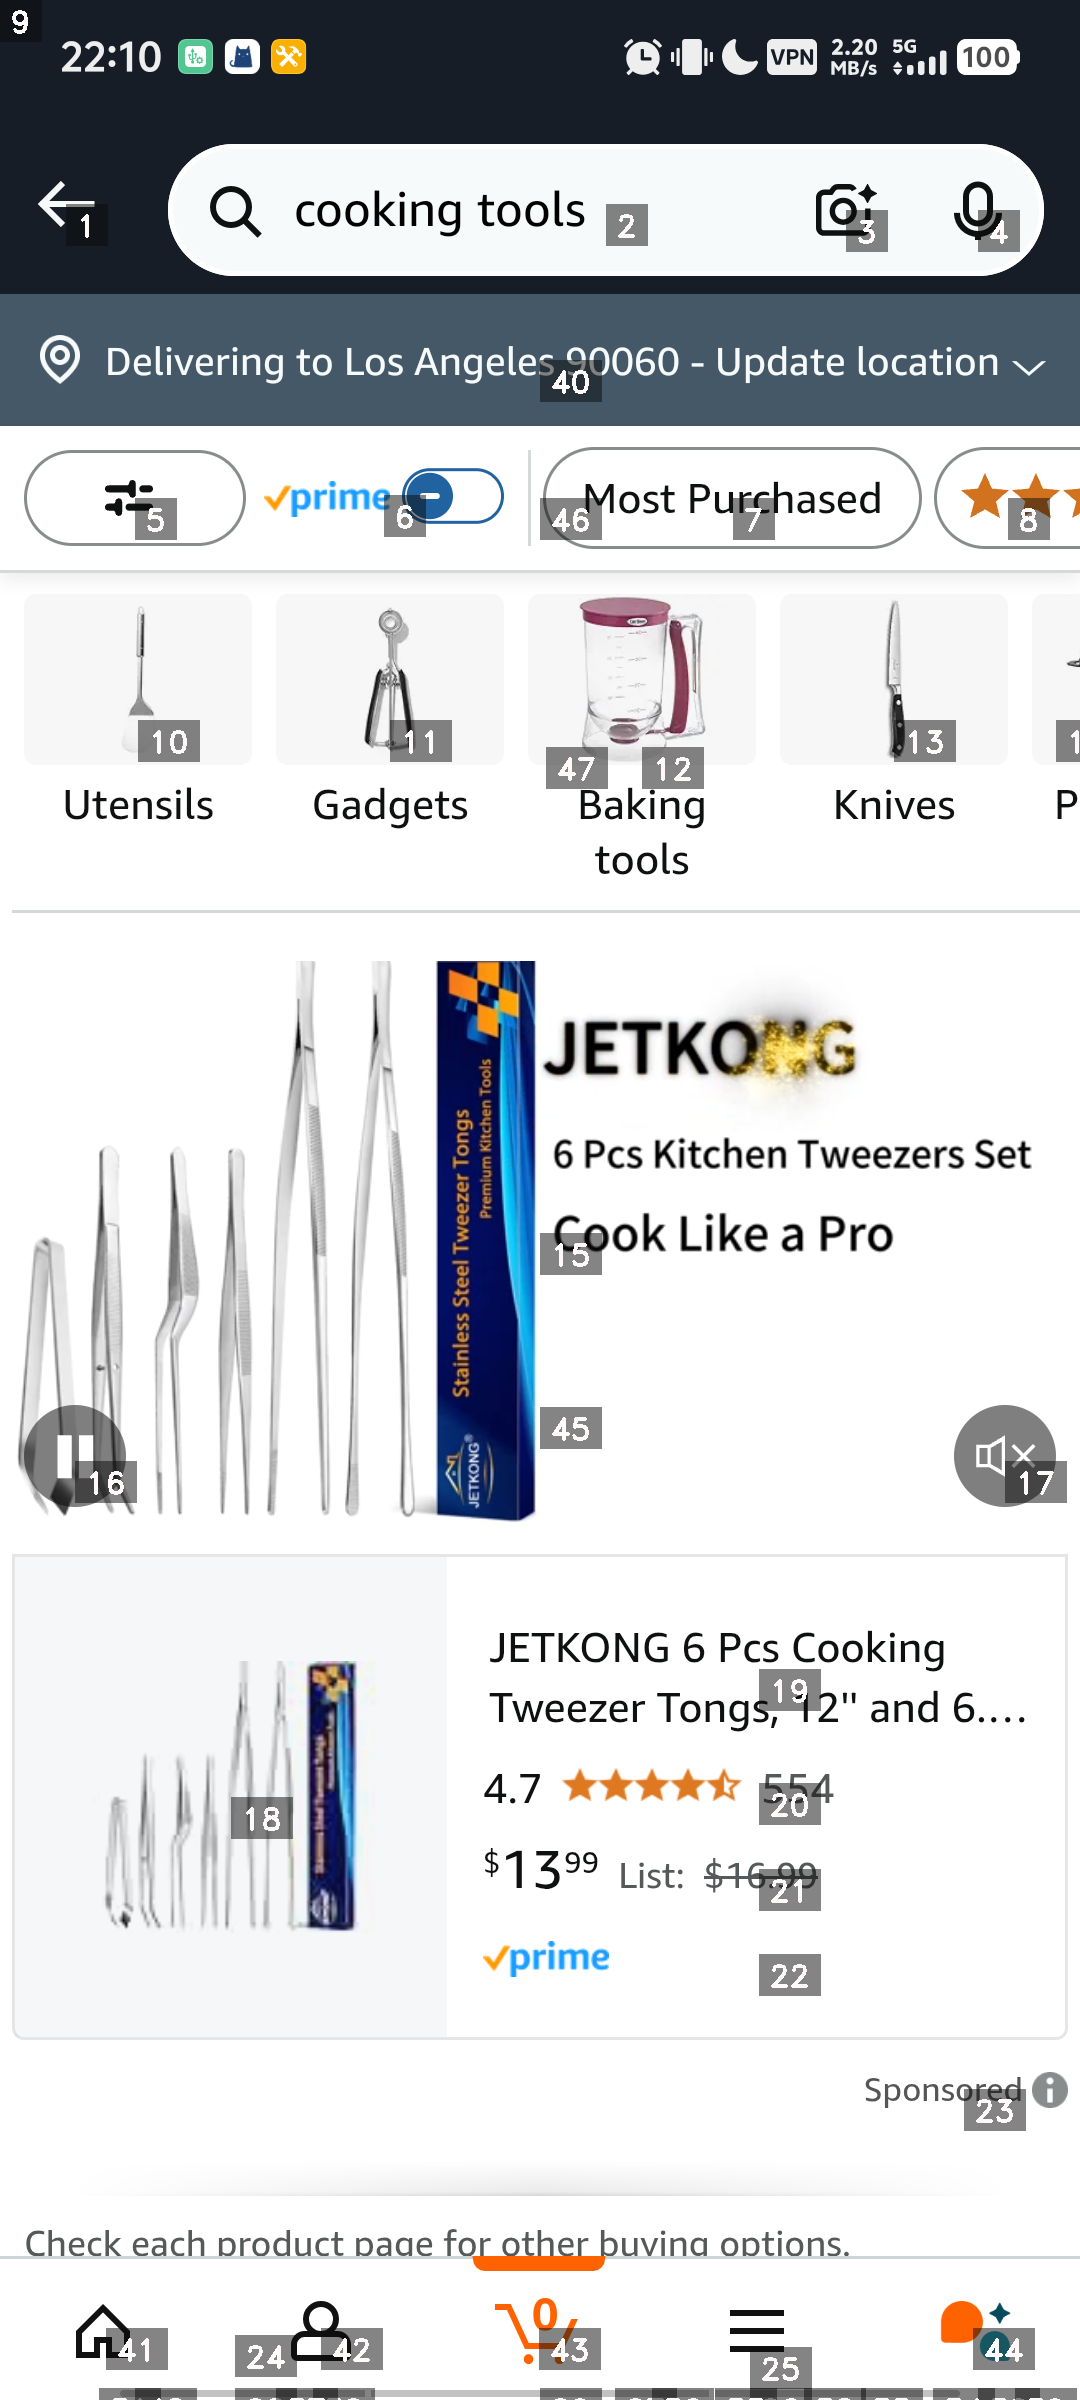 9
22:10
VPN
2.20
MB/s
5G
100
1
cooking tools
2
3
4
Delivering to Los Angeles 90060 - Update location
40
5
prime
6
46
Most Purchased
7
8
10
11
47
12
13
Utensils
Gadgets
Baking
tools
Knives
P
JETKONG
6 Pcs Kitchen Tweezers Set
Cook Like a Pro
15
Stainless Steel Tweezer Tongs
Premium Kitchen Tools
JETKONG®
45
16
17
18
JETKONG 6 Pcs Cooking
Tweezer Tongs, 12" and 6....
19
4.7
554
20
$13.99 List: $16.99
21
prime
22
Sponsored
23
Check each product page for other buying options.
0
41
24
42
43
25
44